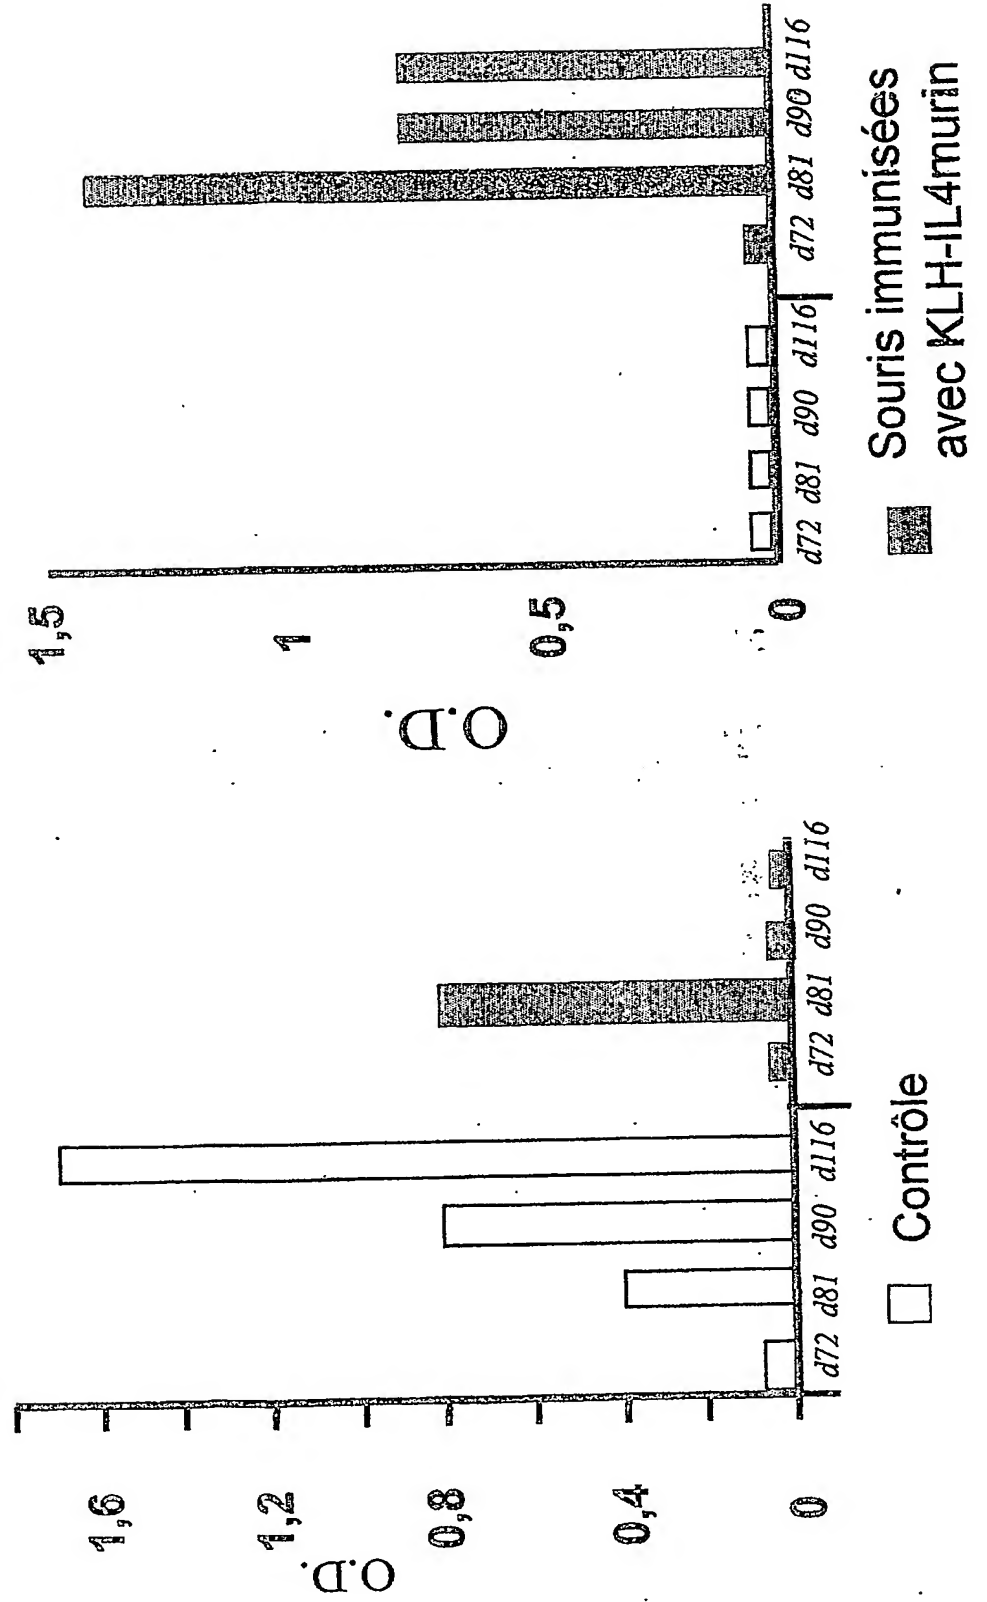 O.D.
1,6
1,2
0,8
0,4
0
d72 d81 d90 d116 d72 d81 d90 d116
Contrôle
O.D.
1,5
1
0,5
0
d72 d81 d90 d116 d72 d81 d90 d116
Souris immunisées
avec KLH-IL4murin